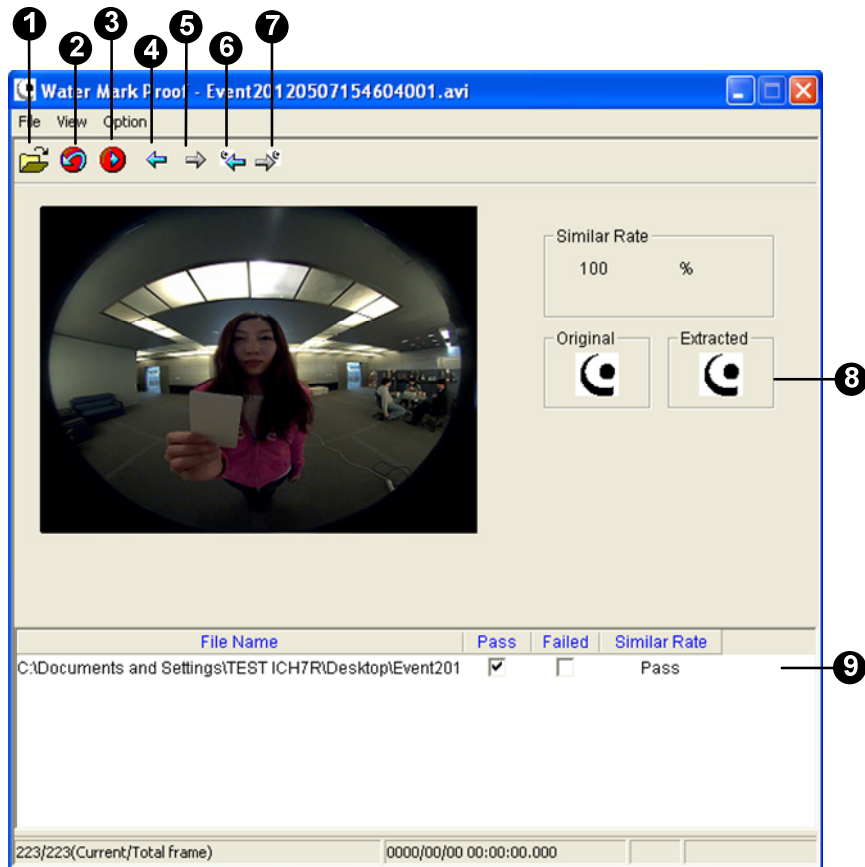 1
2
3
4
5
6
7
Water Mark Proof - Event20120507154604001.avi
File View Option
Similar Rate
100 %
Original Extracted
8
File Name Pass Failed Similar Rate
C:\Documents and Settings\TEST ICH7R\Desktop\Event201 Pass
9
223/223(Current/Total frame) 0000/00/00 00:00:00.000